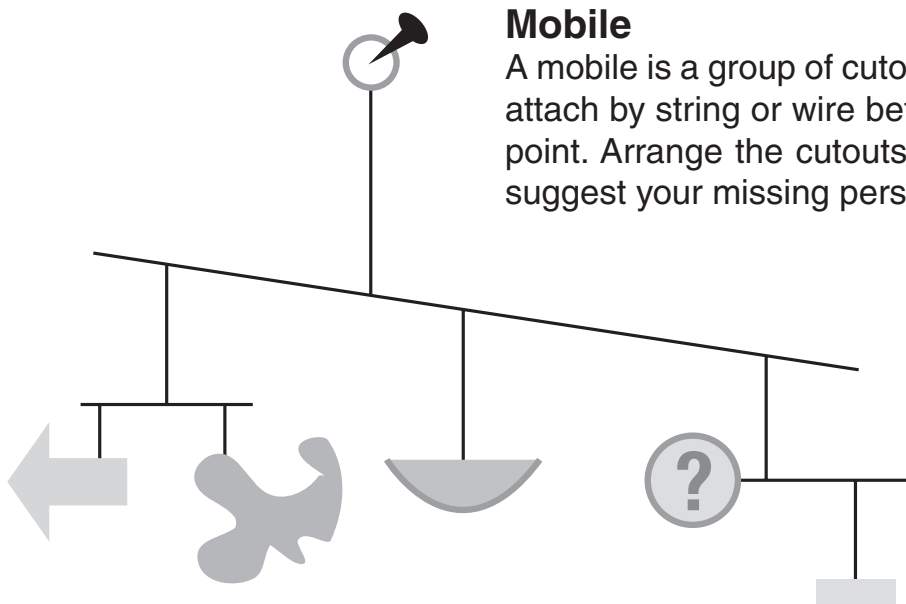 Mobile
A mobile is a group of cuto
attach by string or wire bet
point. Arrange the cutouts
suggest your missing pers
?